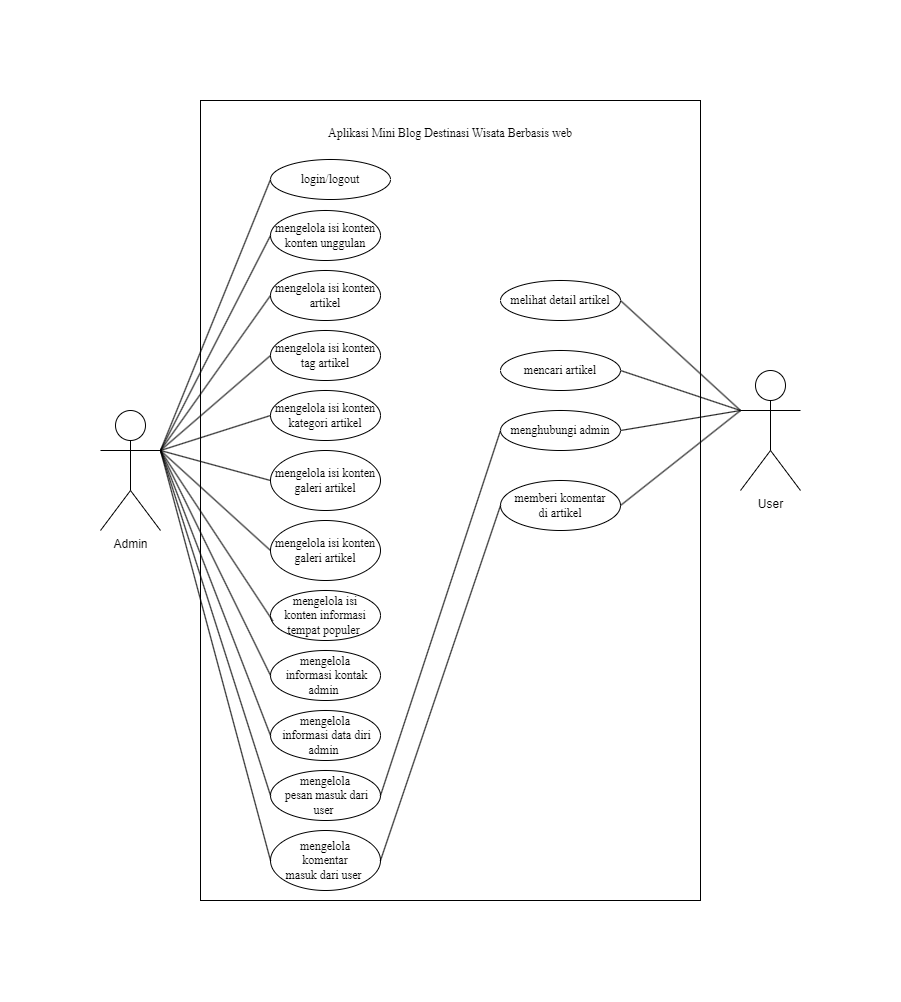 Aplikasi Mini Blog Destinasi Wisata Berbasis web
login/logout
mengelola isi konten
konten unggulan
mengelola isi konten
artikel
mengelola isi konten
tag artikel
mengelola isi konten
kategori artikel
mengelola isi konten
galeri artikel
mengelola isi konten
galeri artikel
mengelola isi
konten informasi
tempat populer
mengelola
informasi kontak
admin
mengelola
informasi data diri
admin
mengelola
pesan masuk dari
user
mengelola
komentar
masuk dari user
melihat detail artikel
mencari artikel
menghubungi admin
memberi komentar
di artikel
Admin
User